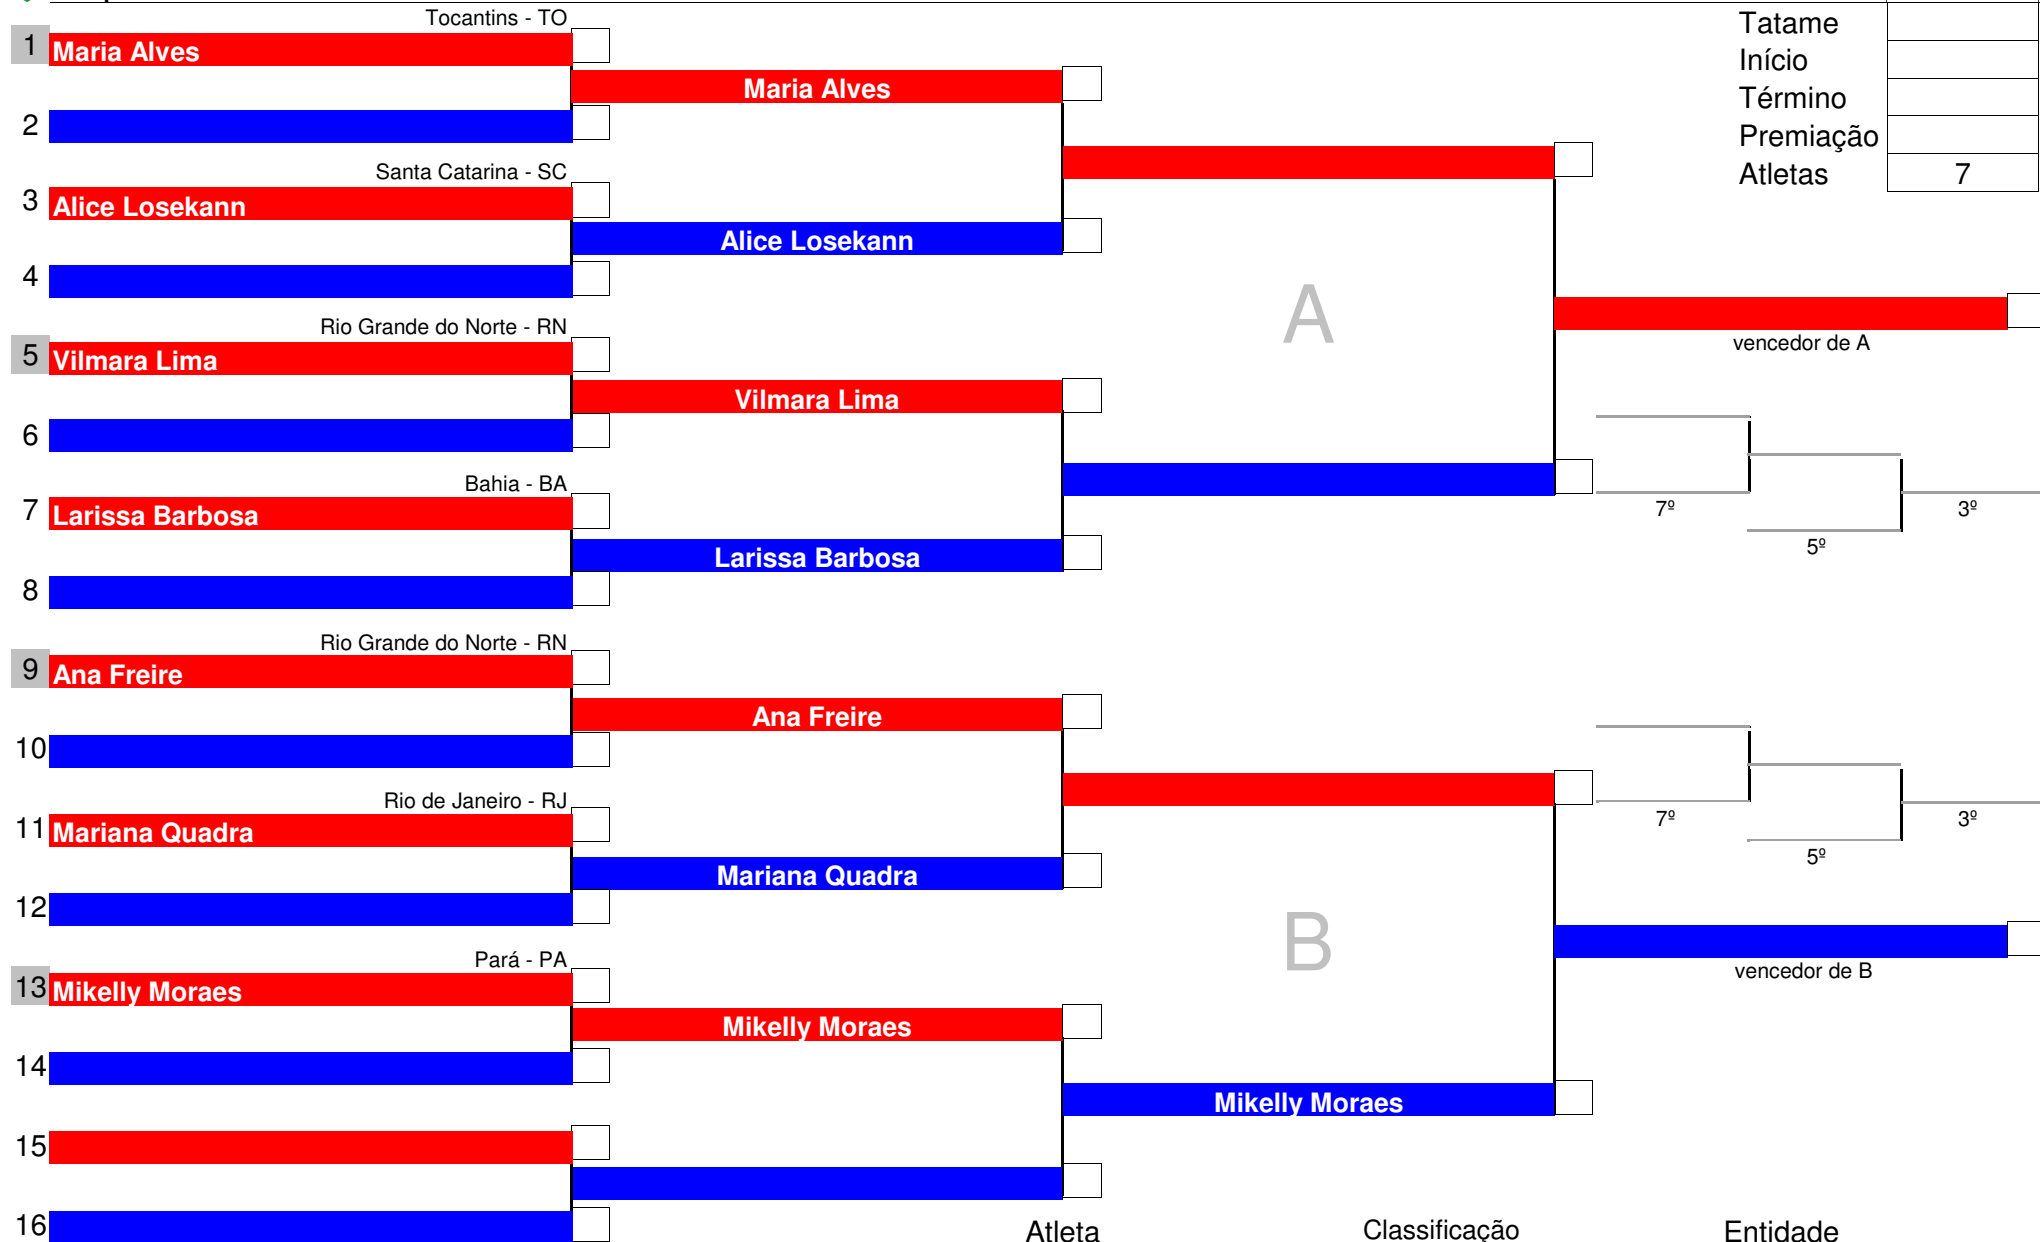 Tocantins - TO
1 Maria Alves
Maria Alves
2
Santa Catarina - SC
3 Alice Losekann
Alice Losekann
4
Rio Grande do Norte - RN
5 Vilmara Lima
Vilmara Lima
6
Bahia - BA
7 Larissa Barbosa
Larissa Barbosa
8
Rio Grande do Norte - RN
9 Ana Freire
Ana Freire
10
Rio de Janeiro - RJ
11 Mariana Quadra
Mariana Quadra
12
Pará - PA
13 Mikelly Moraes
Mikelly Moraes
14
15
16
A
B
Mikelly Moraes
Tatame
Início
Término
Premiação
Atletas 7
vencedor de A
7º
5º
3º
7º
5º
3º
vencedor de B
Atleta Classificação Entidade